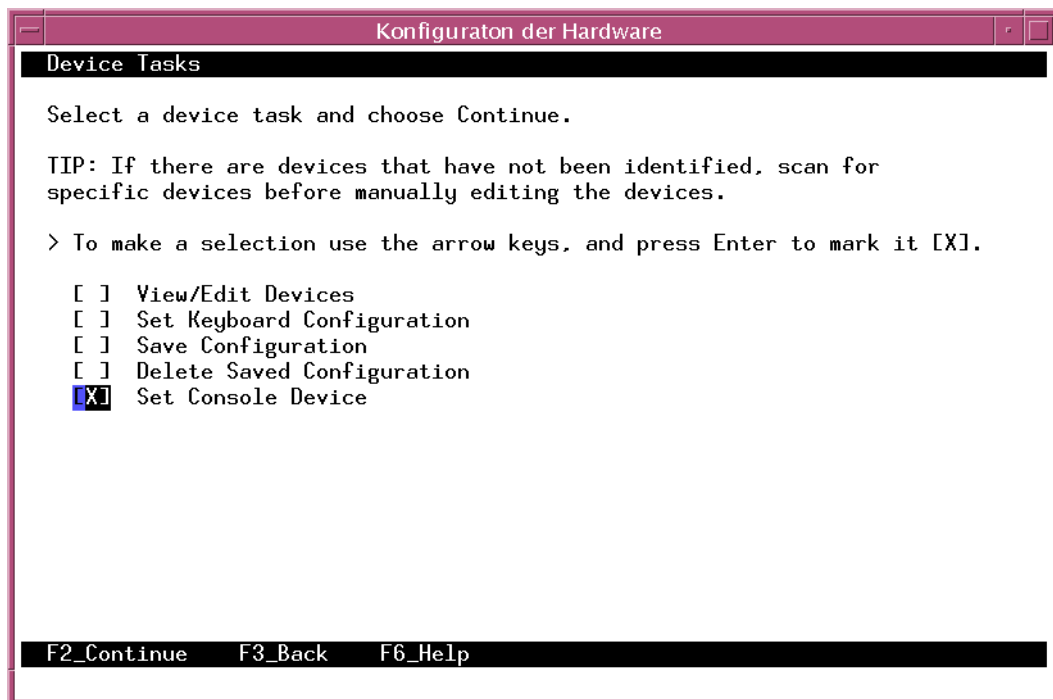 Konfiguraton der Hardware
Device Tasks
Select a device task and choose Continue.
TIP: If there are devices that have not been identified, scan for
specific devices before manually editing the devices.
> To make a selection use the arrow keys, and press Enter to mark it [X].
[ ] View/Edit Devices
[ ] Set Keyboard Configuration
[ ] Save Configuration
[ ] Delete Saved Configuration
[X] Set Console Device
F2_Continue F3_Back F6_Help